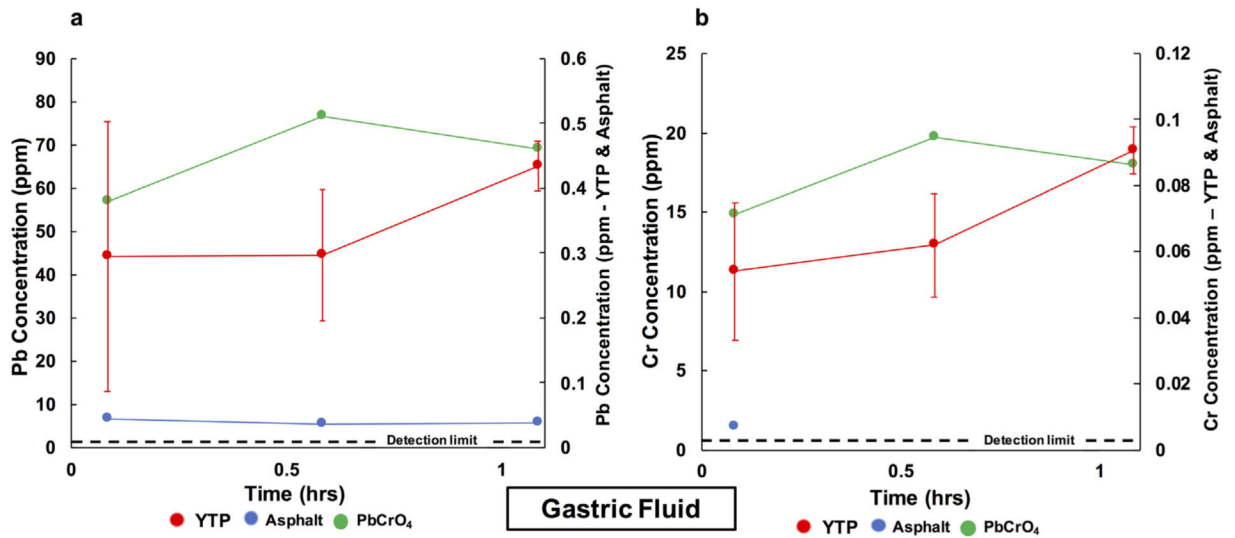 a
b
90
80
70
60
50
40
30
20
10
0
Pb Concentration (ppm)
0.6
0.5
0.4
0.3
0.2
0.1
0
Pb Concentration (ppm - YTP & Asphalt)
Detection limit
0
0.5
1
Time (hrs)
YTP
Asphalt
PbCrO₄
25
20
15
10
5
0
Cr Concentration (ppm)
0.12
0.1
0.08
0.06
0.04
0.02
0
Cr Concentration (ppm – YTP & Asphalt)
Detection limit
0
0.5
1
Time (hrs)
YTP
Asphalt
PbCrO₄
Gastric Fluid